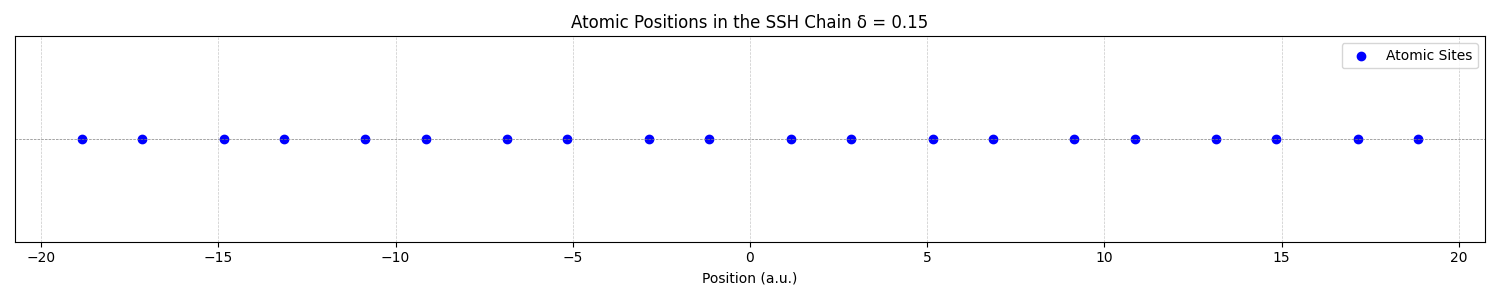 Atomic Positions in the SSH Chain δ = 0.15
Atomic Sites
−20 −15 −10 −5 0 5 10 15 20
Position (a.u.)